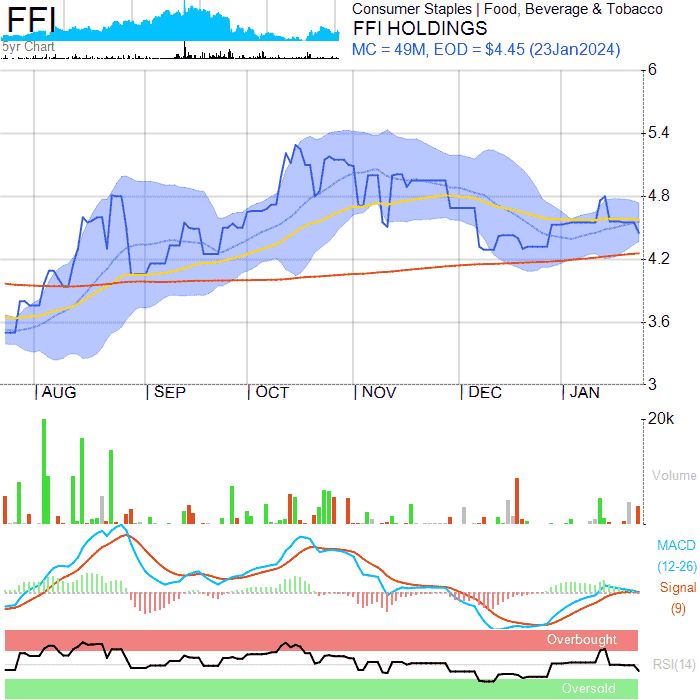 FFI
5yr Chart
Consumer Staples | Food, Beverage & Tobacco
FFI HOLDINGS
MC = 49M, EOD = $4.45 (23Jan2024)
6
5.4
4.8
4.2
3.6
3
AUG SEP OCT NOV DEC JAN
20k
Volume
MACD
(12-26)
Signal
(9)
Overbought
RSI(14)
Oversold